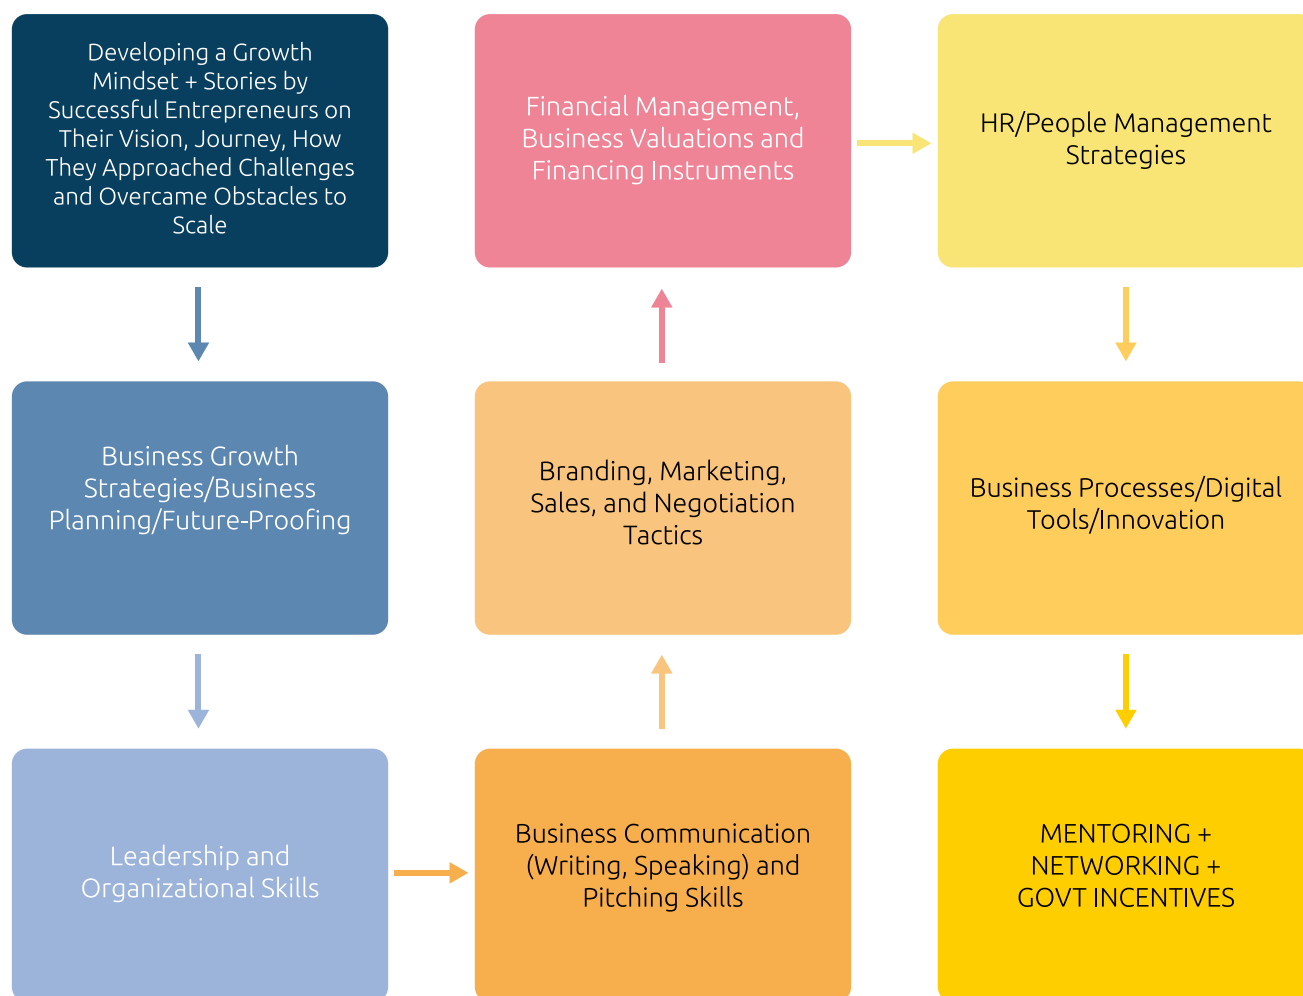 Developing a Growth
Mindset + Stories by
Successful Entrepreneurs on
Their Vision, Journey, How
They Approached Challenges
and Overcame Obstacles to
Scale
Business Growth
Strategies/Business
Planning/Future-Proofing
Leadership and
Organizational Skills
Business Communication
(Writing, Speaking) and
Pitching Skills
Branding, Marketing,
Sales, and Negotiation
Tactics
Financial Management,
Business Valuations and
Financing Instruments
HR/People Management
Strategies
Business Processes/Digital
Tools/Innovation
MENTORING +
NETWORKING +
GOVT INCENTIVES